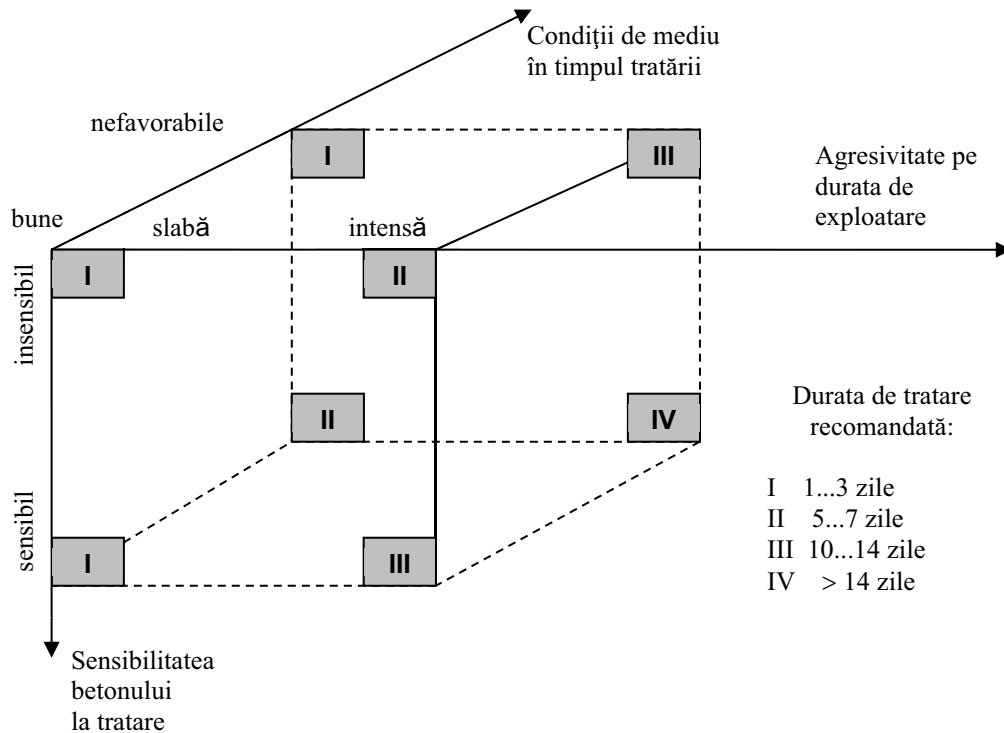 Condiţii de mediu
în timpul tratării
nefavorabile
I
III
Agresivitate pe
durata de
exploatare
bune
slabă
intensă
I
II
insensibil
II
IV
Durata de tratare
recomandată:
I 1...3 zile
II 5...7 zile
III 10...14 zile
IV > 14 zile
sensibil
I
III
Sensibilitatea
betonului
la tratare